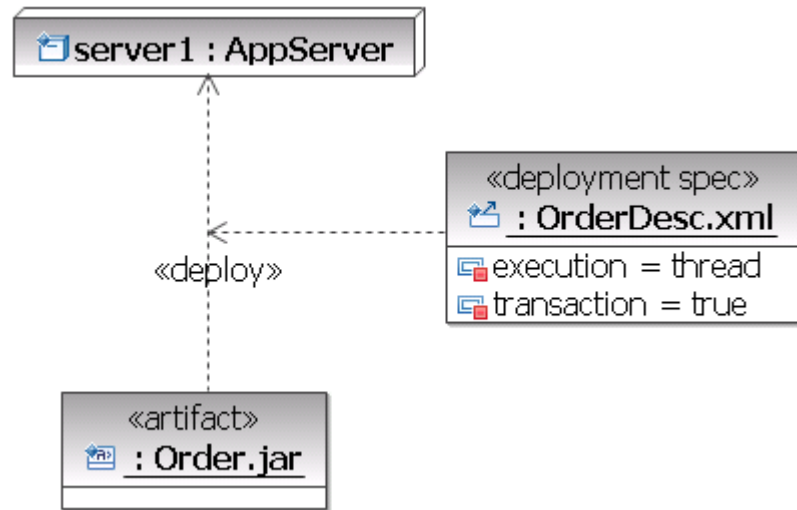 server1 : AppServer
«deployment spec»
: OrderDesc.xml
execution = thread
transaction = true
«deploy»
«artifact»
: Order.jar